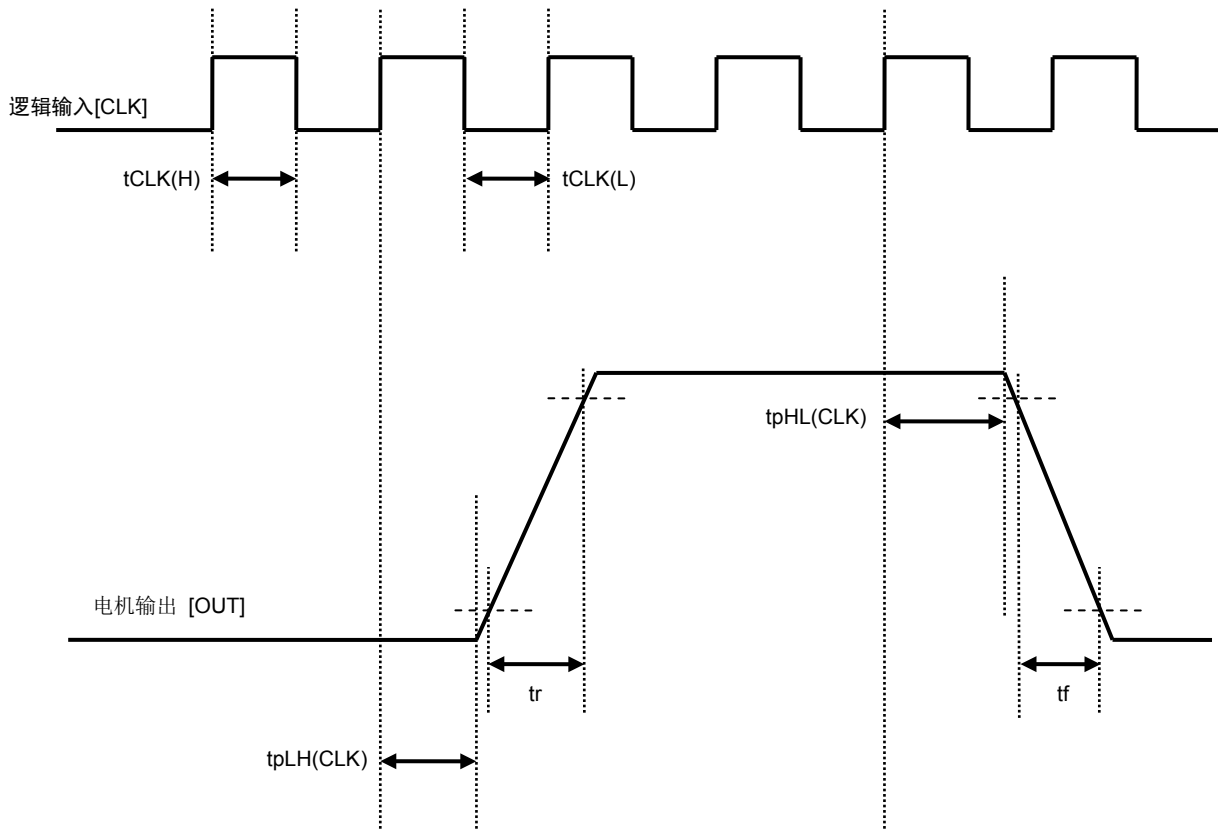 逻辑输入[CLK]
tCLK(H)
tCLK(L)
tpHL(CLK)
电机输出 [OUT]
tr
tf
tpLH(CLK)